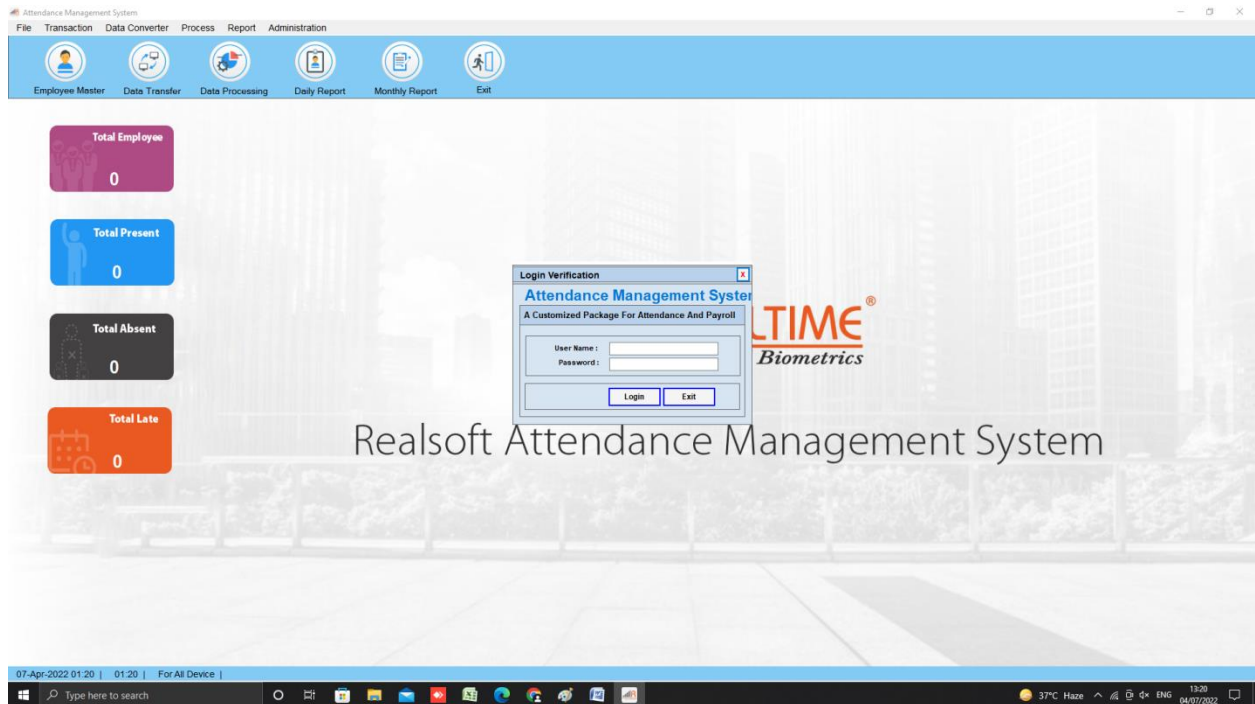 Attendance Management System
File Transaction Data Converter Process Report Administration
Employee Master Data Transfer Data Processing Daily Report Monthly Report Exit
Total Employee
0
Total Present
0
Total Absent
0
Total Late
0
Login Verification x
Attendance Management System
A Customized Package For Attendance And Payroll
User Name :
Password :
Login Exit
LTIME ®
Biometrics
Realsoft Attendance Management System
07-Apr-2022 01:20 | 01:20 | For All Device |
Type here to search
37°C Haze ENG 13:20
04/07/2022